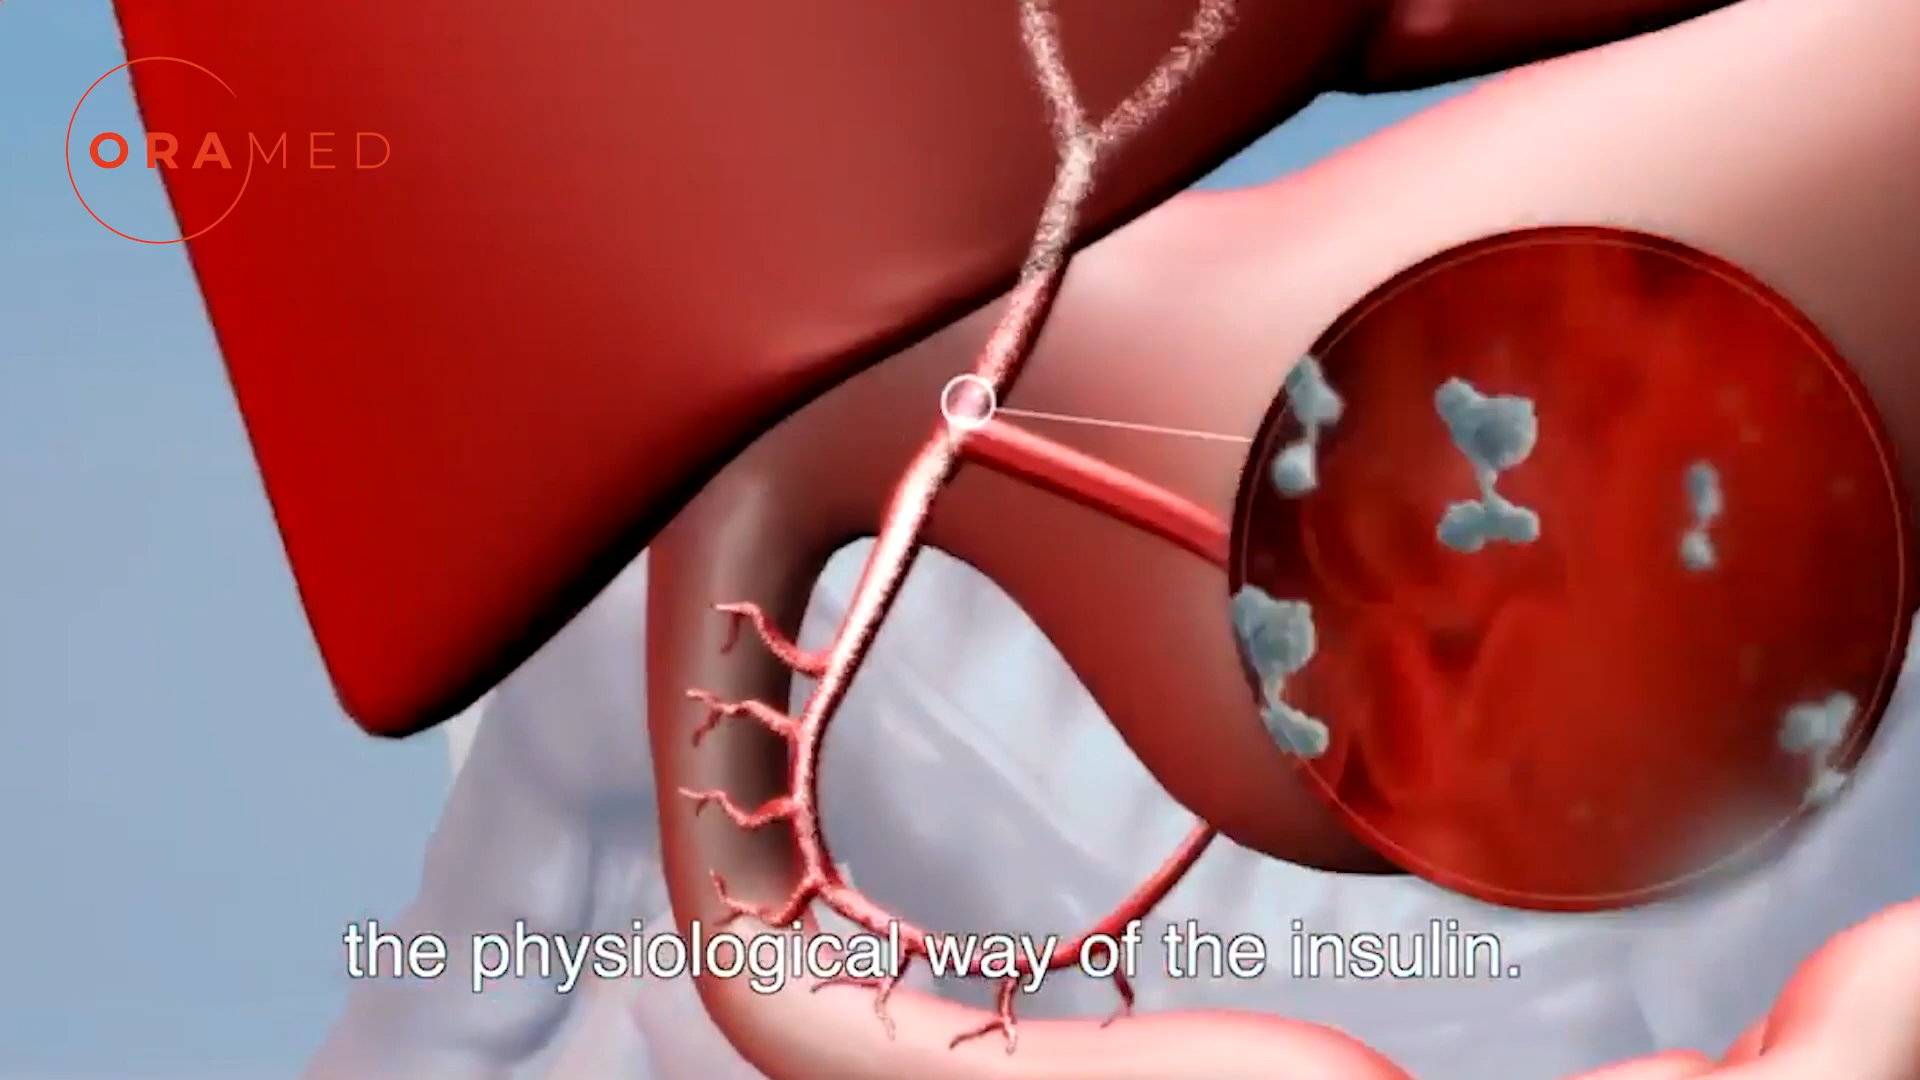 ORAMED
the physiological way of the insulin.